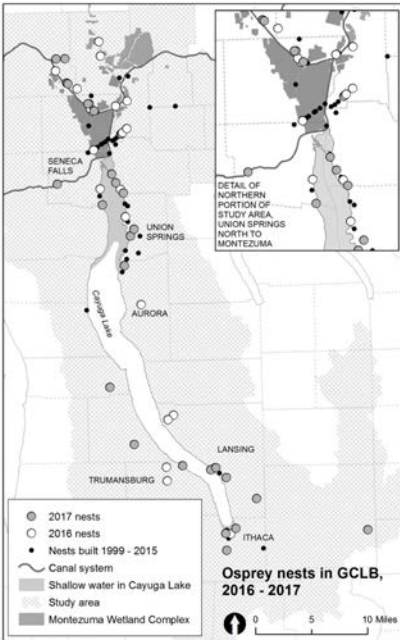 SENECA
FALLS
UNION
SPRINGS
DETAIL OF
NORTHERN
PORTION OF
STUDY AREA,
UNION SPRINGS
NORTH TO
MONTEZUMA
Cayuga Lake
AURORA
LANSING
TRUMANSBURG
ITHACA
2017 nests
2016 nests
Nests built 1999 - 2015
Canal system
Shallow water in Cayuga Lake
Study area
Montezuma Wetland Complex
Osprey nests in GCLB,
2016 - 2017
0 5 10 Miles